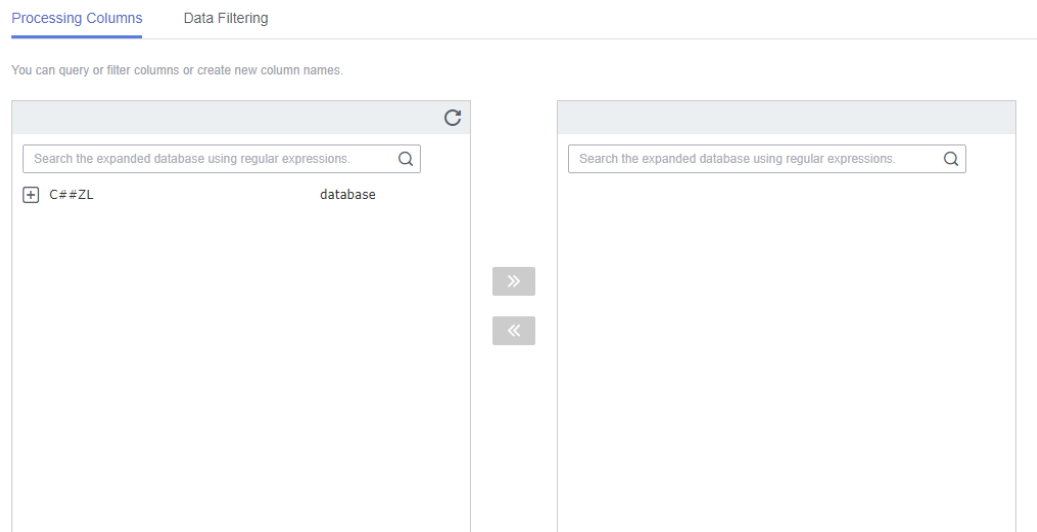 Processing Columns Data Filtering
You can query or filter columns or create new column names.
Search the expanded database using regular expressions. Search the expanded database using regular expressions.
C##ZL database